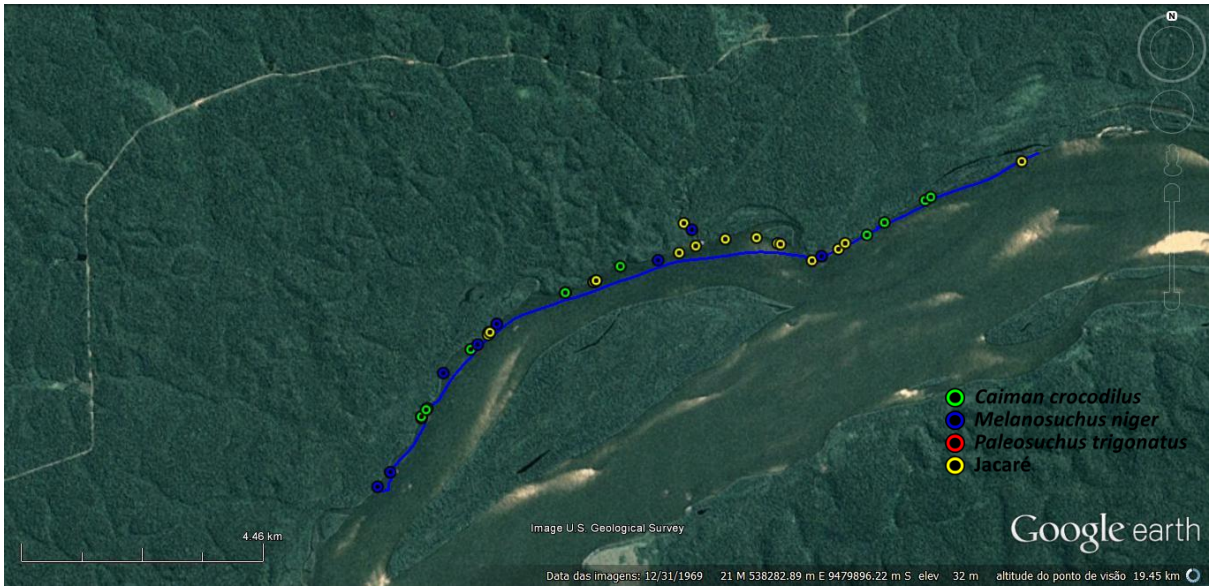 N
Caiman crocodilus
Melanosuchus niger
Paleosuchus trigonatus
Jacaré
4.46 km
Image U.S. Geological Survey
Google earth
Data das imagens: 12/31/1969 21 M 538282.89 m E 9479896.22 m S elev 32 m altitude do ponto de visão 19.45 km